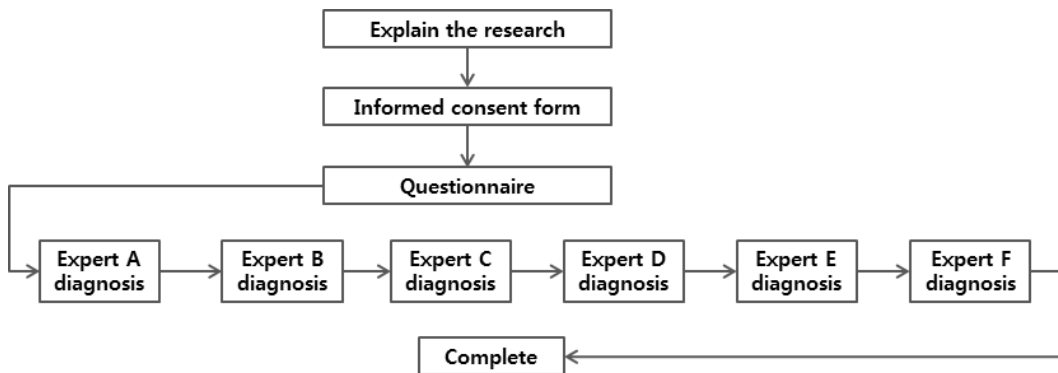 Explain the research
Informed consent form
Questionnaire
Expert A
diagnosis
Expert B
diagnosis
Expert C
diagnosis
Expert D
diagnosis
Expert E
diagnosis
Expert F
diagnosis
Complete